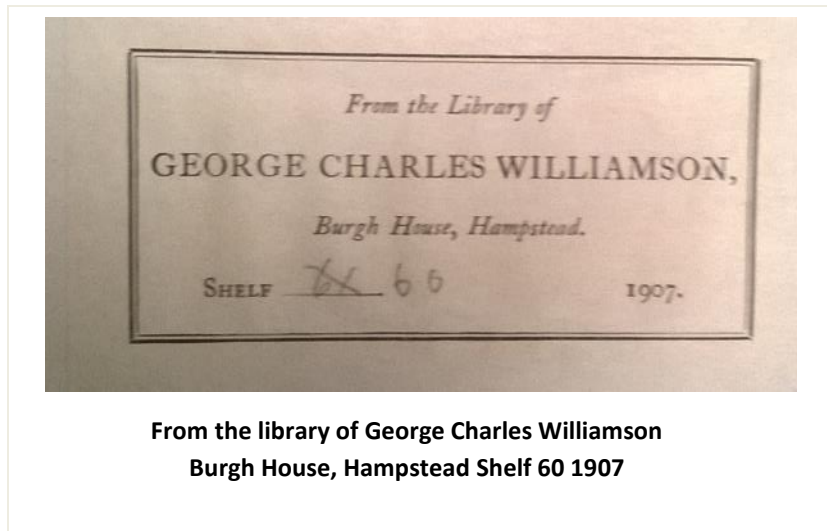 From the Library of
GEORGE CHARLES WILLIAMSON,
Burgh House, Hampstead.
SHELF 60 1907.
From the library of George Charles Williamson
Burgh House, Hampstead Shelf 60 1907